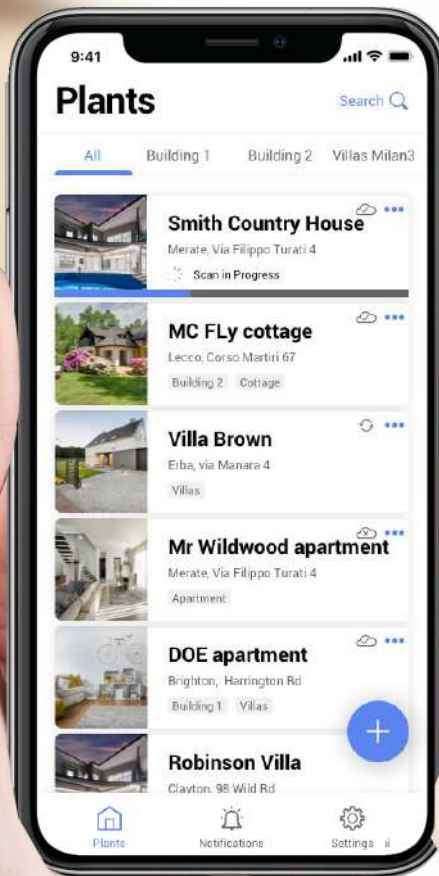 9:41
Plants
Search
All
Building 1
Building 2
Villas Milan3
Smith Country House
Merate, Via Filippo Turati 4
Scan in Progress
MC FLy cottage
Lecco, Corso Martiri 67
Building 2
Cottage
Villa Brown
Erba, via Manara 4
Villas
Mr Wildwood apartment
Merate, Via Filippo Turati 4
Apartment
DOE apartment
Brighton, Harrington Rd
Building 1
Villas
Robinson Villa
Clayton, 98 Wild Rd
Plants
Notifications
Settings